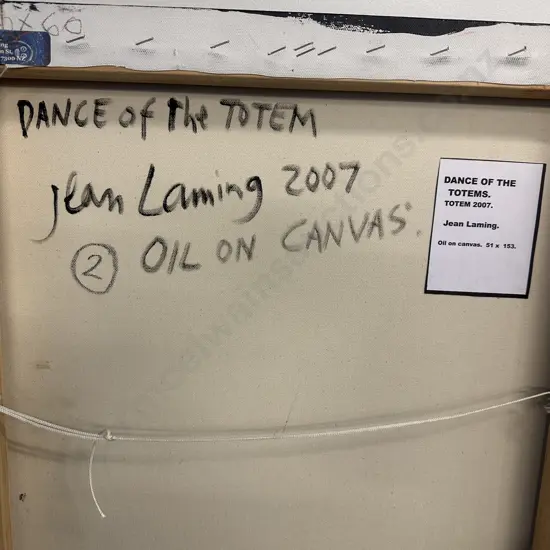 x 60
DANCE of the TOTEM
Jean Laming 2007
② OIL ON CANVAS.
DANCE OF THE
TOTEMS.
TOTEM 2007.
Jean Laming.
Oil on canvas. 51 x 153.